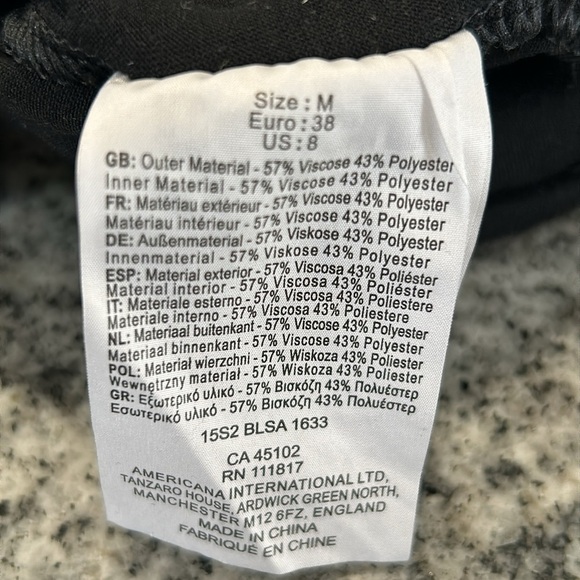 Size : M
Euro : 38
US : 8
GB: Outer Material - 57% Viscose 43% Polyester
Inner Material - 57% Viscose 43% Polyester
FR: Matériau extérieur - 57% Viscose 43% Polyester
Matériau intérieur - 57% Viscose 43% Polyester
DE: Außenmaterial - 57% Viskose 43% Polyester
Innenmaterial - 57% Viskose 43% Polyester
ESP: Material exterior - 57% Viscosa 43% Poliéster
Material interior - 57% Viscosa 43% Poliéster
IT: Materiale esterno - 57% Viscosa 43% Poliestere
Materiale interno - 57% Viscosa 43% Poliestere
NL: Materiaal buitenkant - 57% Viscose 43% Polyester
Materiaal binnenkant - 57% Viscose 43% Polyester
POL: Materiał wierzchni - 57% Wiskoza 43% Polyester
Wewnętrzny materiał - 57% Wiskoza 43% Polyester
GR: Εξωτερικό υλικό - 57% Βισκόζη 43% Πολυέστερ
Εσωτερικό υλικό - 57% Βισκόζη 43% Πολυέστερ
15S2 BLSA 1633
CA 45102
RN 111817
AMERICANA INTERNATIONAL LTD,
TANZARO HOUSE, ARDWICK GREEN NORTH,
MANCHESTER M12 6FZ, ENGLAND
MADE IN CHINA
FABRIQUÉ EN CHINE